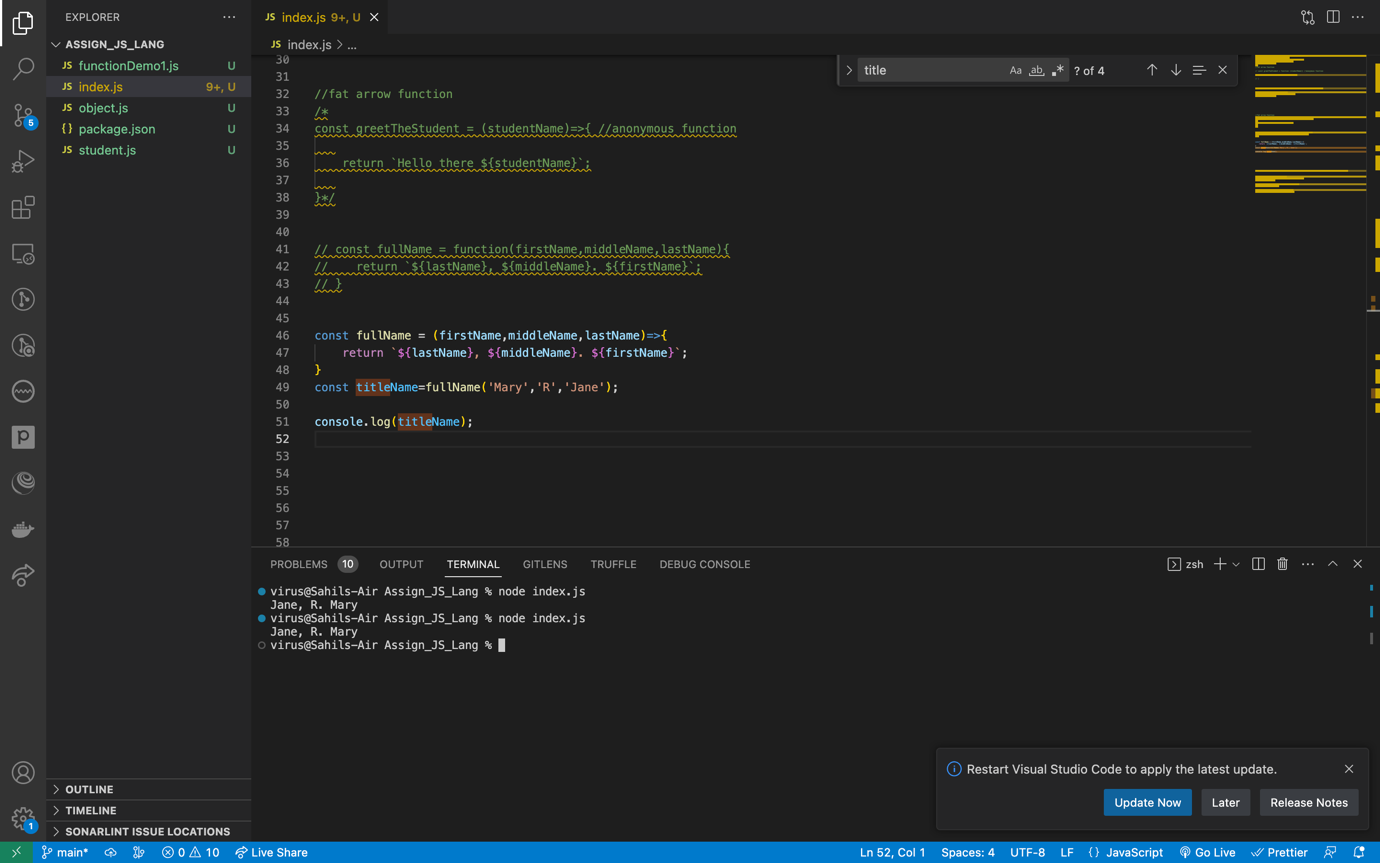 EXPLORER
ASSIGN_JS_LANG
JS functionDemo1.js U
JS index.js 9+, U
JS object.js U
{} package.json U
JS student.js U
5
OUTLINE
TIMELINE
SONARLINT ISSUE LOCATIONS
1
JS index.js 9+, U
JS index.js > ...
title Aa ab .* ? of 4
30
31
32 //fat arrow function
33 /*
34 const greetTheStudent = (studentName)=>{ //anonymous function
35
36 return `Hello there ${studentName}`;
37
38 }*/
39
40
41 // const fullName = function(firstName,middleName,lastName){
42 //    return `${lastName}, ${middleName}. ${firstName}`;
43 // }
44
45
46 const fullName = (firstName,middleName,lastName)=>{
47 return `${lastName}, ${middleName}. ${firstName}`;
48 }
49 const titleName=fullName('Mary','R','Jane');
50
51 console.log(titleName);
52
53
54
55
56
57
58
PROBLEMS 10 OUTPUT TERMINAL GITLENS TRUFFLE DEBUG CONSOLE zsh
virus@Sahils-Air Assign_JS_Lang % node index.js
Jane, R. Mary
virus@Sahils-Air Assign_JS_Lang % node index.js
Jane, R. Mary
virus@Sahils-Air Assign_JS_Lang %
Restart Visual Studio Code to apply the latest update.
Update Now Later Release Notes
main* 0 10 Live Share Ln 52, Col 1 Spaces: 4 UTF-8 LF {} JavaScript Go Live Prettier